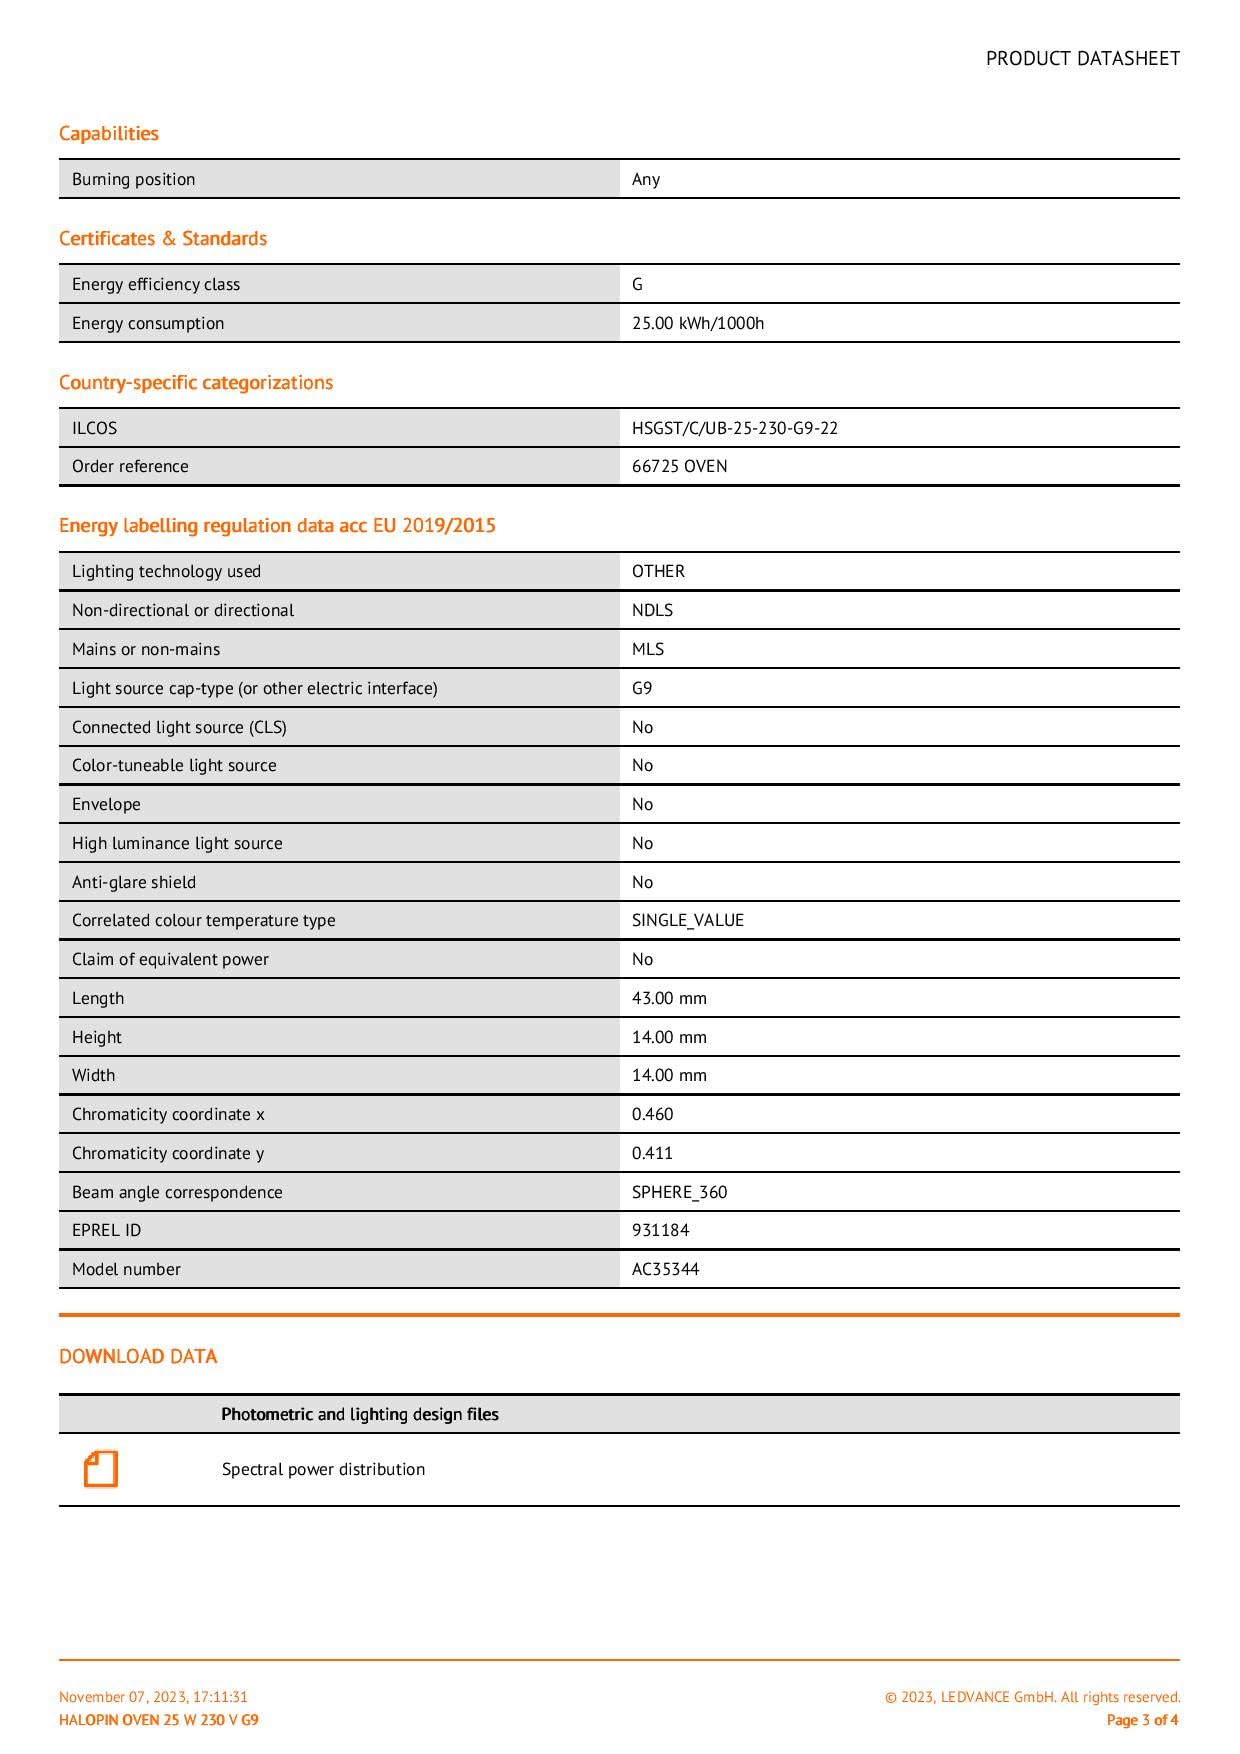 PRODUCT DATASHEET
Capabilities
Burning position Any
Certificates & Standards
Energy efficiency class G
Energy consumption 25.00 kWh/1000h
Country-specific categorizations
ILCOS HSGST/C/UB-25-230-G9-22
Order reference 66725 OVEN
Energy labelling regulation data acc EU 2019/2015
Lighting technology used OTHER
Non-directional or directional NDLS
Mains or non-mains MLS
Light source cap-type (or other electric interface) G9
Connected light source (CLS) No
Color-tuneable light source No
Envelope No
High luminance light source No
Anti-glare shield No
Correlated colour temperature type SINGLE_VALUE
Claim of equivalent power No
Length 43.00 mm
Height 14.00 mm
Width 14.00 mm
Chromaticity coordinate x 0.460
Chromaticity coordinate y 0.411
Beam angle correspondence SPHERE_360
EPREL ID 931184
Model number AC35344
DOWNLOAD DATA
Photometric and lighting design files
Spectral power distribution
November 07, 2023, 17:11:31 © 2023, LEDVANCE GmbH. All rights reserved.
HALOPIN OVEN 25 W 230 V G9 Page 3 of 4